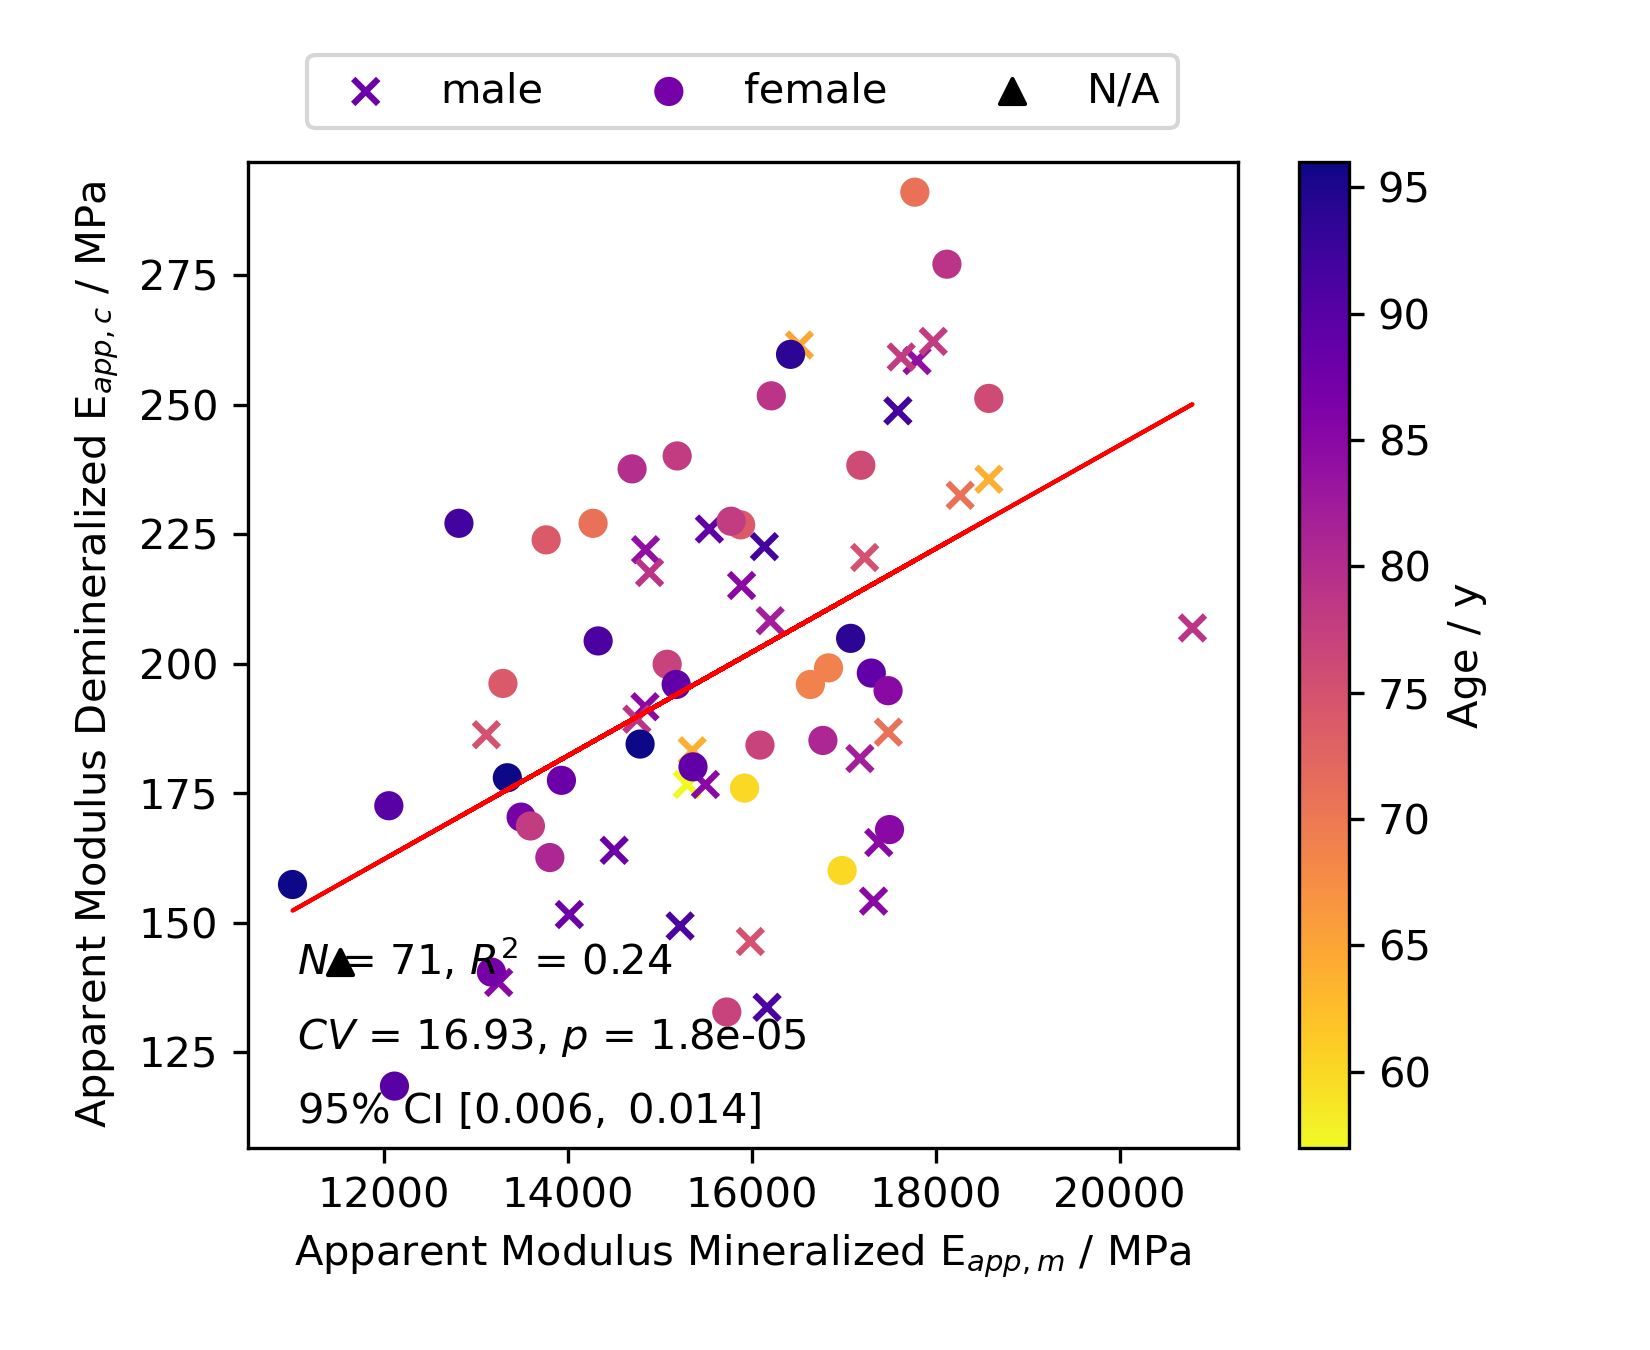 male female N/A
Apparent Modulus Demineralized E_app,c / MPa
275
250
225
200
175
150
125
N = 71, R² = 0.24
CV = 16.93, p = 1.8e-05
95% CI [0.006, 0.014]
12000 14000 16000 18000 20000
Apparent Modulus Mineralized E_app,m / MPa
95
90
85
80
75
70
65
60
Age / y